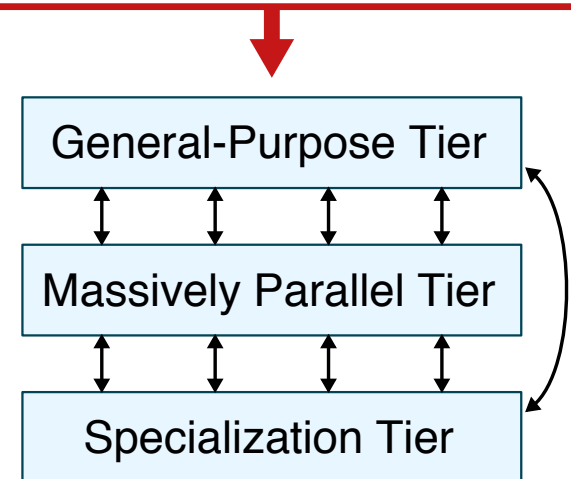 General-Purpose Tier
Massively Parallel Tier
Specialization Tier